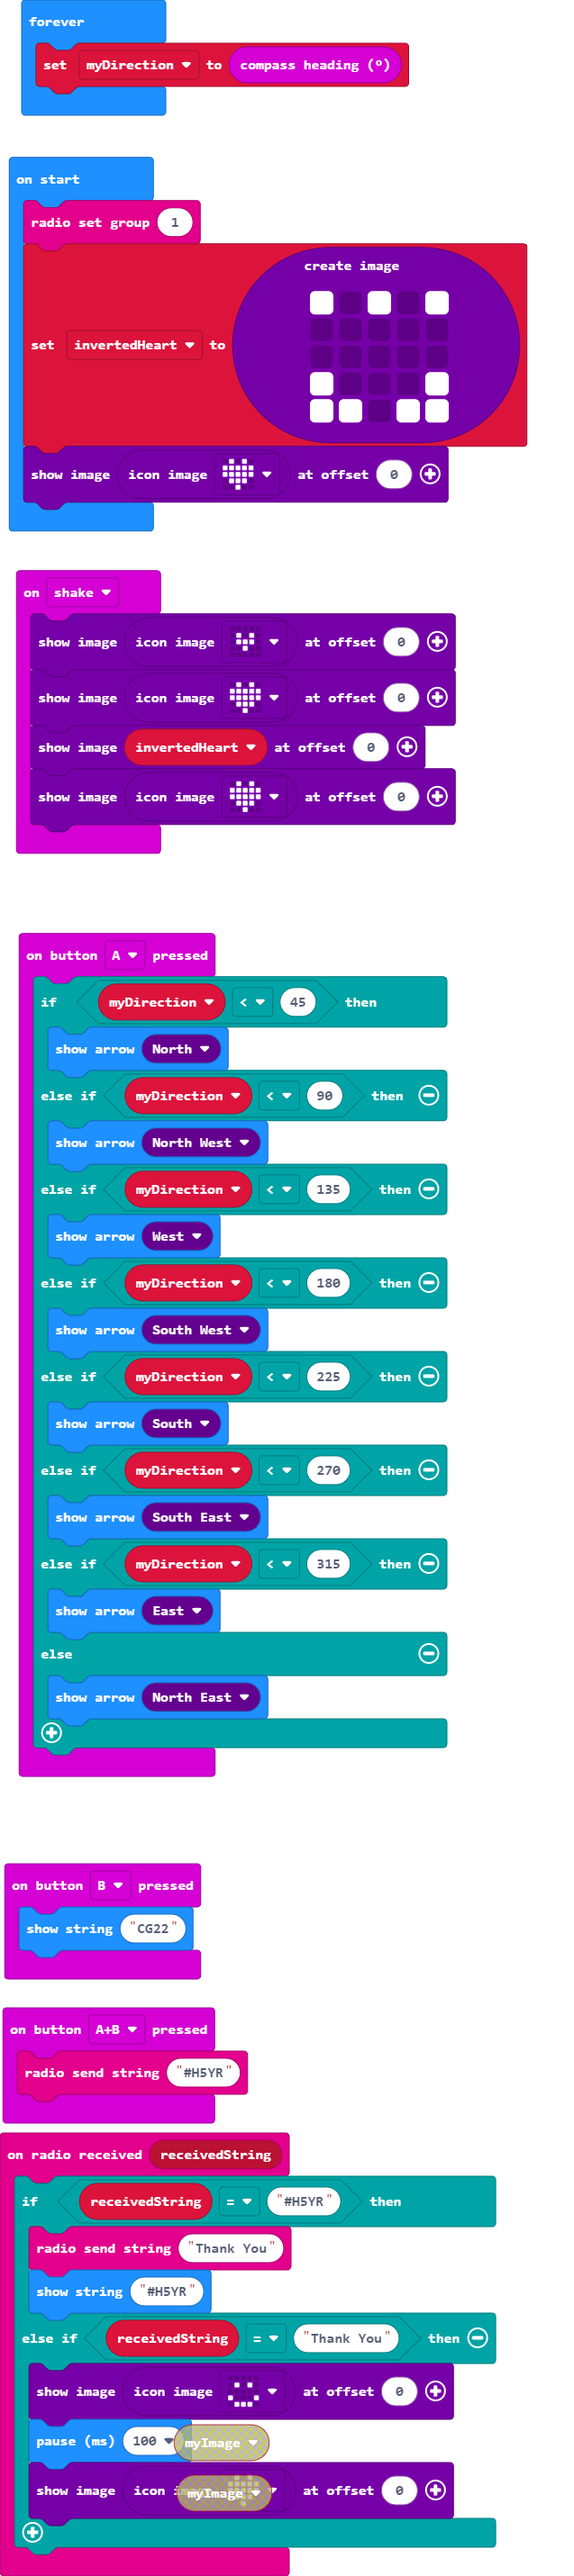 forever
set myDirection to compass heading (º)
on start
radio set group 1
create image
set invertedHeart to
show image icon image at offset 0
on shake
show image icon image at offset 0
show image icon image at offset 0
show image invertedHeart at offset 0
show image icon image at offset 0
on button A pressed
if myDirection < 45 then
show arrow North
else if myDirection < 90 then
show arrow North West
else if myDirection < 135 then
show arrow West
else if myDirection < 180 then
show arrow South West
else if myDirection < 225 then
show arrow South
else if myDirection < 270 then
show arrow South East
else if myDirection < 315 then
show arrow East
else
show arrow North East
on button B pressed
show string "CG22"
on button A+B pressed
radio send string "#H5YR"
on radio received receivedString
if receivedString = "#H5YR" then
radio send string "Thank You"
show string "#H5YR"
else if receivedString = "Thank You" then
show image icon image at offset 0
pause (ms) 100 myImage
show image icon myImage at offset 0